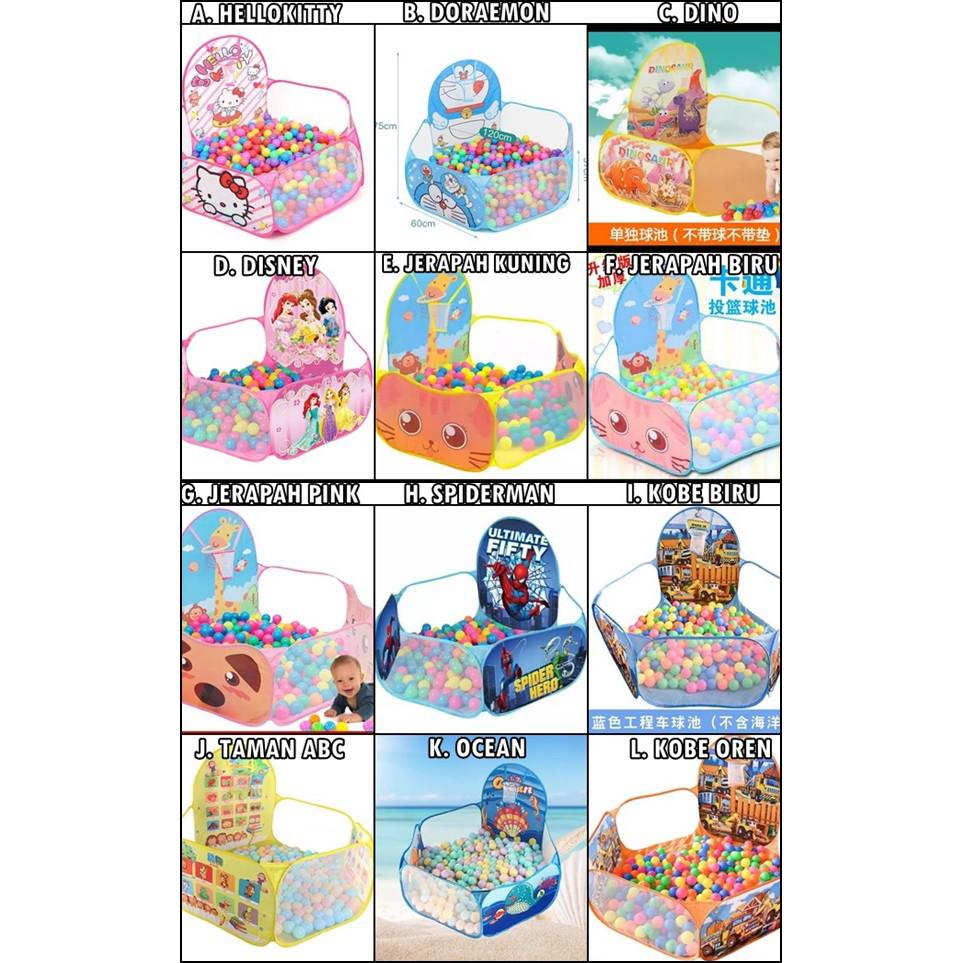 A. HELLOKITTY
B. DORAEMON
C. DINO
HELLO
75cm
120cm
60cm
DINOSAUR
DINOSAUR
单独球池（不带球不带垫）
D. DISNEY
E. JERAPAH KUNING
F. JERAPAH BIRU
升级版
加厚
卡通
投篮球池
G. JERAPAH PINK
H. SPIDERMAN
I. KOBE BIRU
ULTIMATE
FIFTY
SPIDER
HERO
蓝色工程车球池（不含海洋
J. TAMAN ABC
K. OCEAN
L. KOBE OREN